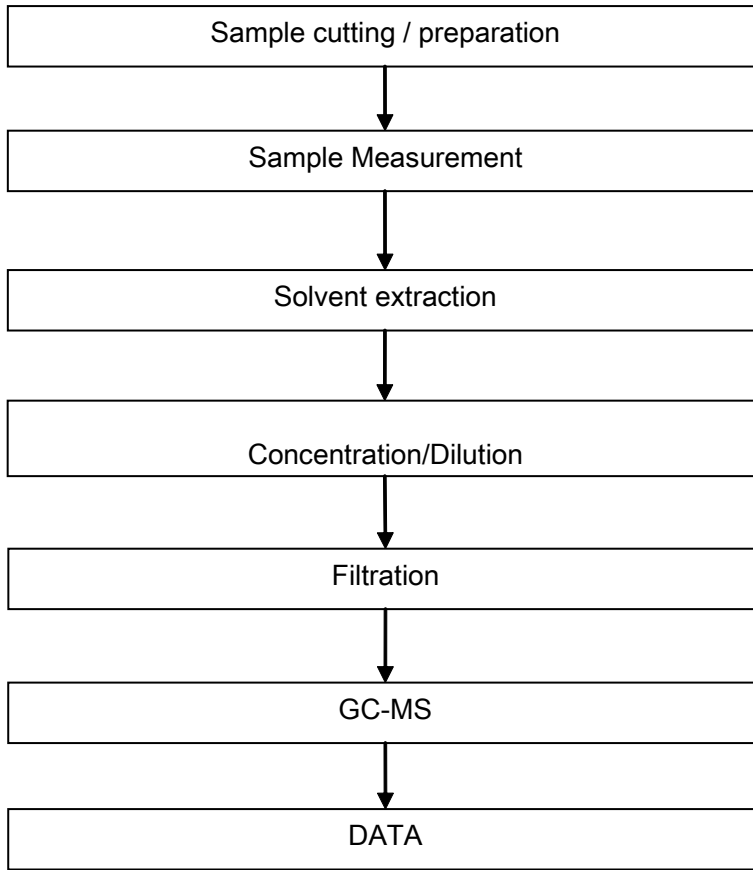 Sample cutting / preparation
Sample Measurement
Solvent extraction
Concentration/Dilution
Filtration
GC-MS
DATA